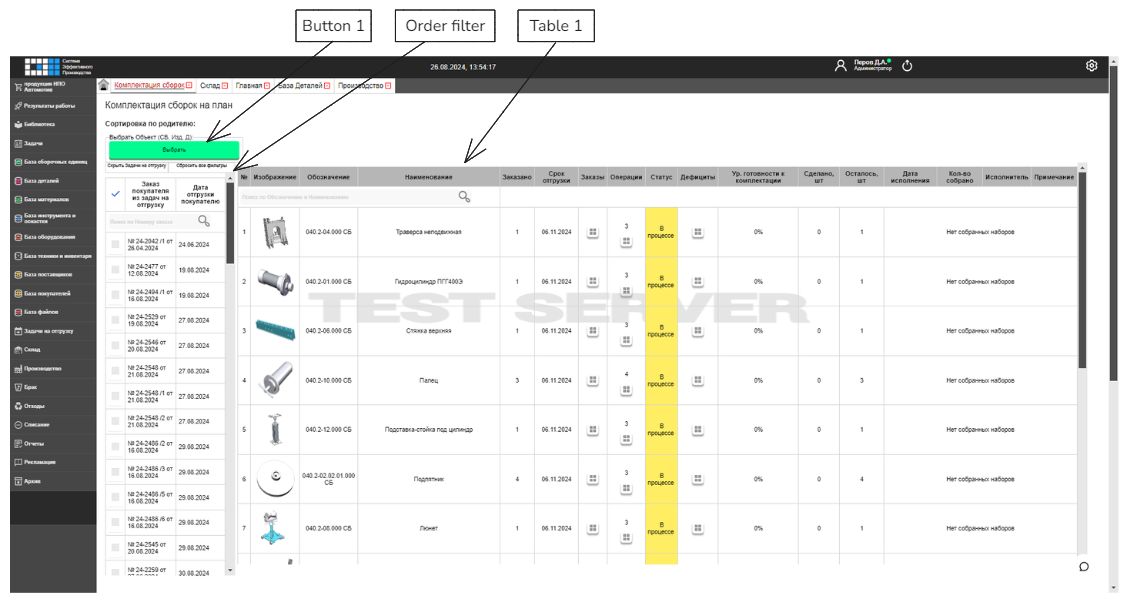 Button 1
Order filter
Table 1
Система
Эффективного
Производства
26.08.2024, 13:54:17
Перов Д.А.
Администратор
продукция НПО
Автомотив
Комплектация сборок
Склад
Главная
База Деталей
Производство
Результаты работы
Библиотека
Задачи
База сборочных единиц
База деталей
База материалов
База инструмента и
оснастки
База оборудования
База техники и инвентаря
База поставщиков
База покупателей
База файлов
Задачи на отгрузку
Склад
Производство
Брак
Отходы
Списание
Отчеты
Рекламация
Архив
Комплектация сборок на план
Сортировка по родителю:
Выбрать Объект (СБ, Изд, Д):
Выбрать
Скрыть Задачи на отгрузку
Сбросить все фильтры
Заказ
покупателя
из задач на
отгрузку
Дата
отгрузки
покупателю
Поиск по Номеру заказа
№ 24-2042 /1 от
26.04.2024
24.06.2024
№ 24-2477 от
12.08.2024
19.08.2024
№ 24-2494 /1 от
16.08.2024
19.08.2024
№ 24-2529 от
19.08.2024
27.08.2024
№ 24-2546 от
20.08.2024
27.08.2024
№ 24-2548 от
21.08.2024
27.08.2024
№ 24-2548 /1 от
21.08.2024
27.08.2024
№ 24-2548 /2 от
21.08.2024
27.08.2024
№ 24-2486 /2 от
16.08.2024
29.08.2024
№ 24-2486 /3 от
16.08.2024
29.08.2024
№ 24-2486 /5 от
16.08.2024
29.08.2024
№ 24-2486 /6 от
16.08.2024
29.08.2024
№ 24-2545 от
20.08.2024
29.08.2024
№ 24-2259 от
30.08.2024
№ Изображение Обозначение Наименование Заказано Срок отгрузки Заказы Операции Статус Дефициты Ур. готовности к комплектации Сделано, шт Осталось, шт Дата исполнения Кол-во собрано Исполнитель Примечание
Поиск по Обозначению и Наименованию
1 040.2-04.000 СБ Траверса неподвижная 1 06.11.2024 3 В процессе 0% 0 1 Нет собранных наборов
2 040.2-01.000 СБ Гидроцилиндр ПГГ400Э 1 06.11.2024 3 В процессе 0% 0 1 Нет собранных наборов
TEST SERVER
3 040.2-06.000 СБ Стяжка верхняя 1 06.11.2024 3 В процессе 0% 0 1 Нет собранных наборов
4 040.2-10.000 СБ Палец 3 06.11.2024 4 В процессе 0% 0 3 Нет собранных наборов
5 040.2-12.000 СБ Подставка-стойка под цилиндр 1 06.11.2024 3 В процессе 0% 0 1 Нет собранных наборов
6 040.2-02.02.01.000 СБ Подпятник 4 06.11.2024 3 В процессе 0% 0 4 Нет собранных наборов
7 040.2-08.000 СБ Люнет 1 06.11.2024 3 В процессе 0% 0 1 Нет собранных наборов